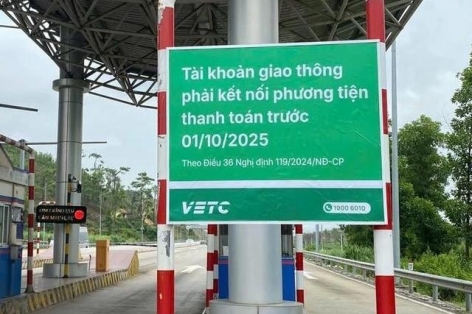 Tài khoản giao thông
phải kết nối phương tiện
thanh toán trước
01/10/2025
Theo Điều 36 Nghị định 119/2024/NĐ-CP
VETC
1900 6010